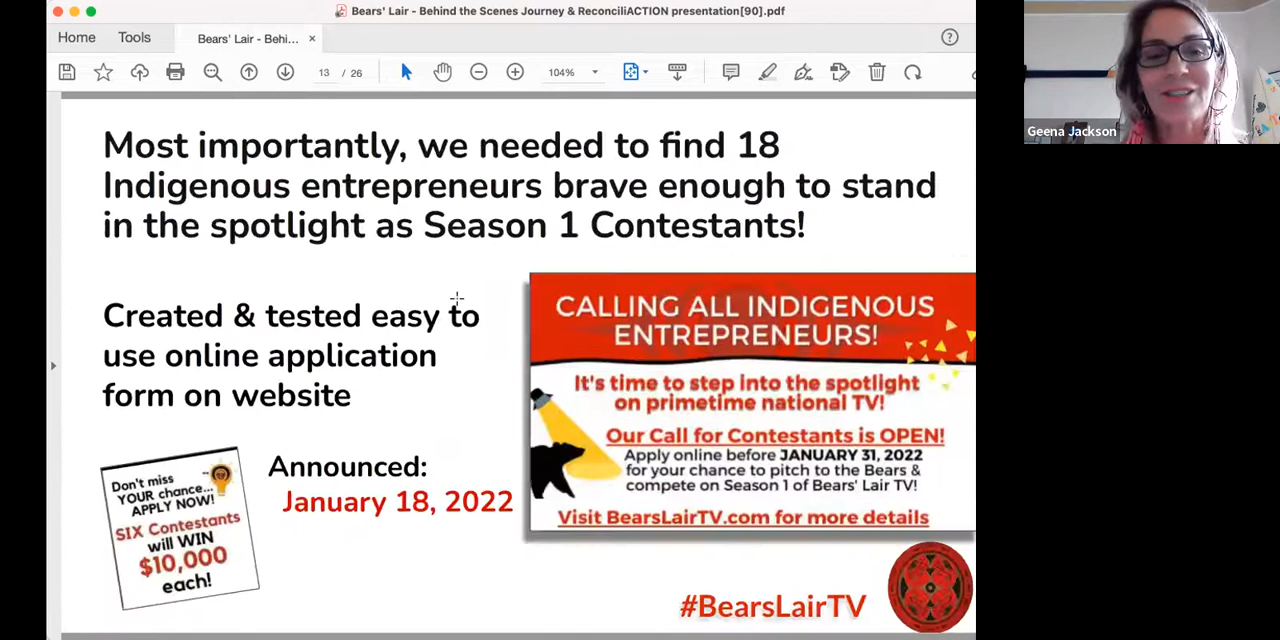 Bears' Lair - Behind the Scenes Journey & ReconciliACTION presentation[90].pdf
Home
Tools
Bears' Lair - Behi...
13 / 26
104%
Geena Jackson
Most importantly, we needed to find 18
Indigenous entrepreneurs brave enough to stand
in the spotlight as Season 1 Contestants!
Created & tested easy to
use online application
form on website
Don't miss
YOUR chance...
APPLY NOW!
SIX Contestants
will WIN
$10,000
each!
Announced:
January 18, 2022
CALLING ALL INDIGENOUS
ENTREPRENEURS!
It's time to step into the spotlight
on primetime national TV!
Our Call for Contestants is OPEN!
Apply online before JANUARY 31, 2022
for your chance to pitch to the Bears &
compete on Season 1 of Bears' Lair TV!
Visit BearsLairTV.com for more details
#BearsLairTV